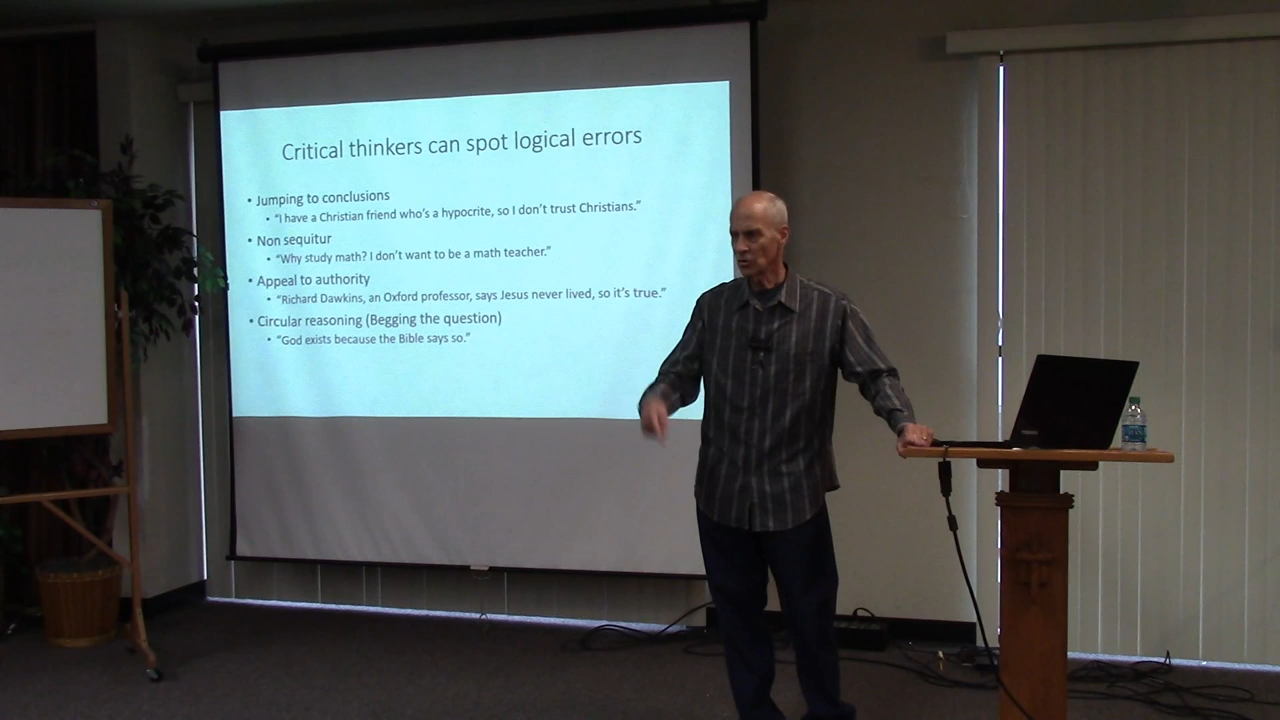 Critical thinkers can spot logical errors
• Jumping to conclusions
• "I have a Christian friend who's a hypocrite, so I don't trust Christians."
• Non sequitur
• "Why study math? I don't want to be a math teacher."
• Appeal to authority
• "Richard Dawkins, an Oxford professor, says Jesus never lived, so it's true."
• Circular reasoning (Begging the question)
• "God exists because the Bible says so."